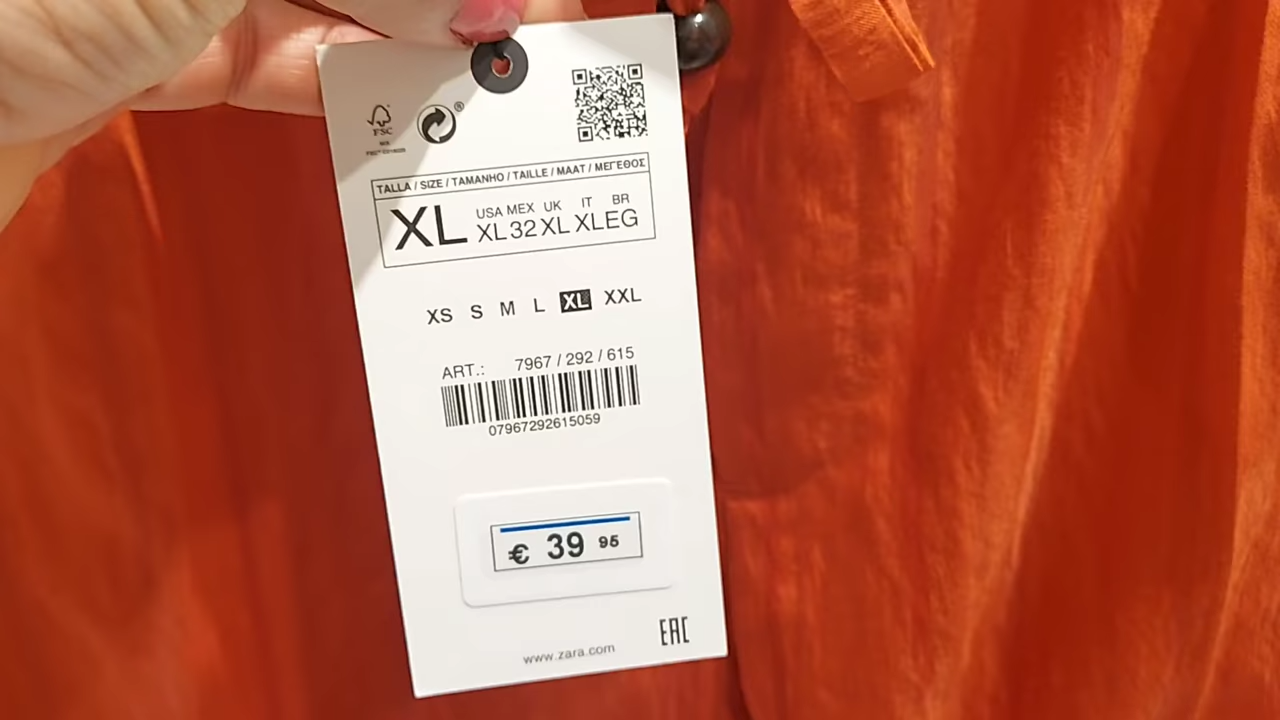 FSC
®
TALLA / SIZE / TAMANHO / TAILLE / MAAT / ΜΕΓΕΘΟΣ
XL
USA MEX UK IT BR
XL 32 XL XL EG
XS S M L XL XXL
ART.: 7967 / 292 / 615
07967292615059
€ 39 95
EAC
www.zara.com